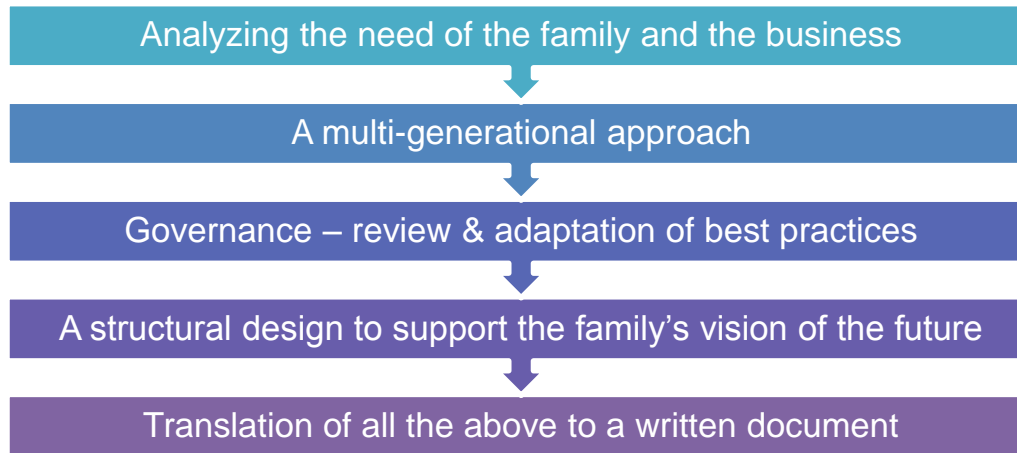 Analyzing the need of the family and the business
A multi-generational approach
Governance – review & adaptation of best practices
A structural design to support the family’s vision of the future
Translation of all the above to a written document